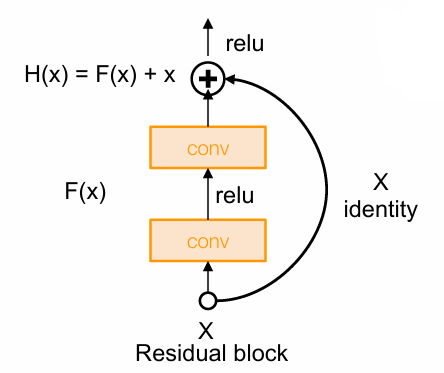 relu
H(x) = F(x) + x
conv
F(x)
relu
X
identity
conv
X
Residual block